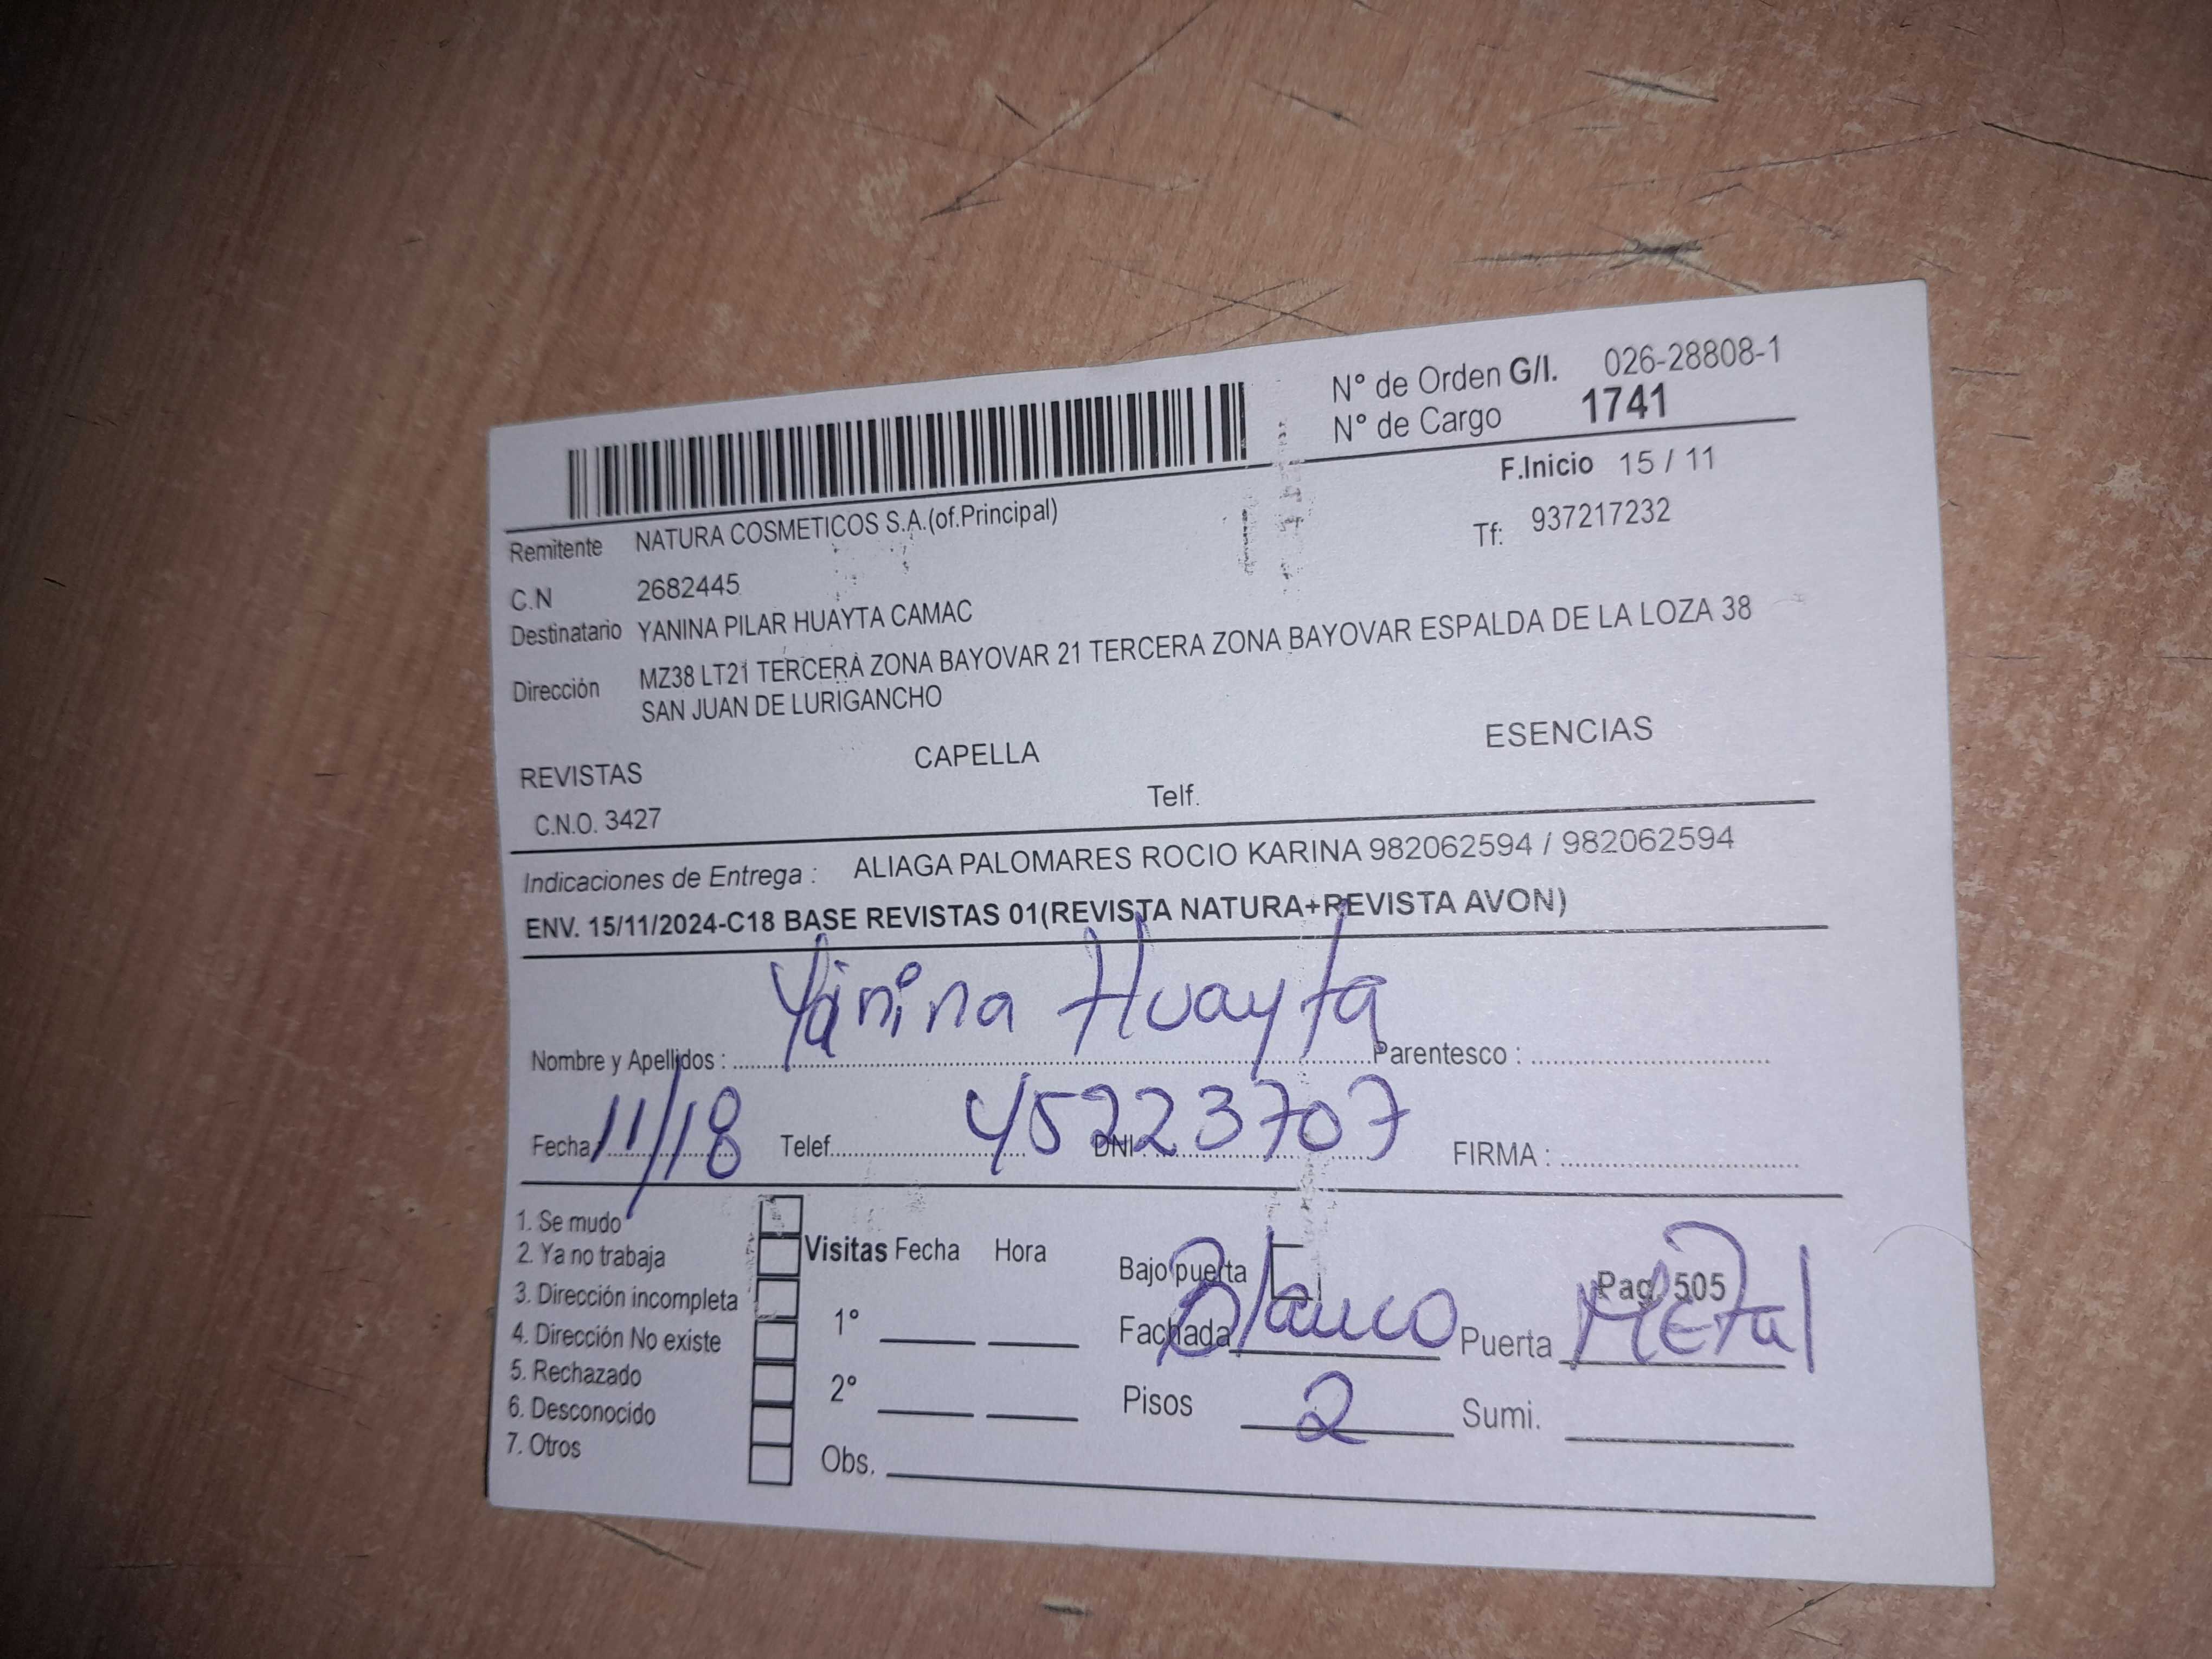 N° de Orden G/I. 026-28808-1
N° de Cargo 1741
F.Inicio 15 / 11
Remitente NATURA COSMETICOS S.A.(of.Principal)
Tf: 937217232
C.N 2682445
Destinatario YANINA PILAR HUAYTA CAMAC
Dirección MZ38 LT21 TERCERA ZONA BAYOVAR 21 TERCERA ZONA BAYOVAR ESPALDA DE LA LOZA 38
SAN JUAN DE LURIGANCHO
REVISTAS CAPELLA ESENCIAS
C.N.O. 3427 Telf.
Indicaciones de Entrega : ALIAGA PALOMARES ROCIO KARINA 982062594 / 982062594
ENV. 15/11/2024-C18 BASE REVISTAS 01(REVISTA NATURA+REVISTA AVON)
Nombre y Apellidos : Yanina Huayta Parentesco :
Fecha 11/18 Telef. DNI 45223707 FIRMA :
1. Se mudo
2. Ya no trabaja
3. Dirección incompleta
4. Dirección No existe
5. Rechazado
6. Desconocido
7. Otros
Visitas Fecha Hora
1°
2°
Obs.
Bajo puerta Pag. 505
Fachada Blanco Puerta Metal
Pisos 2 Sumi.